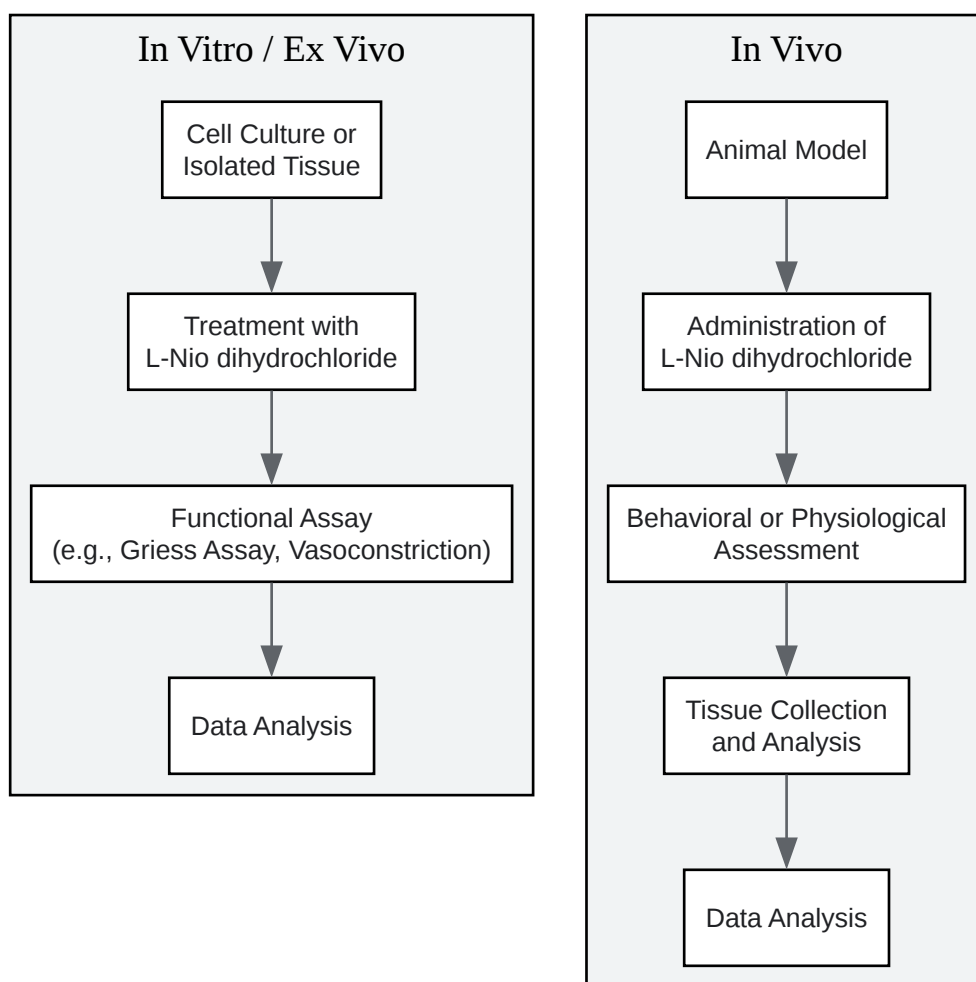 In Vitro / Ex Vivo
Cell Culture or
Isolated Tissue
Treatment with
L-Nio dihydrochloride
Functional Assay
(e.g., Griess Assay, Vasoconstriction)
Data Analysis
In Vivo
Animal Model
Administration of
L-Nio dihydrochloride
Behavioral or Physiological
Assessment
Tissue Collection
and Analysis
Data Analysis